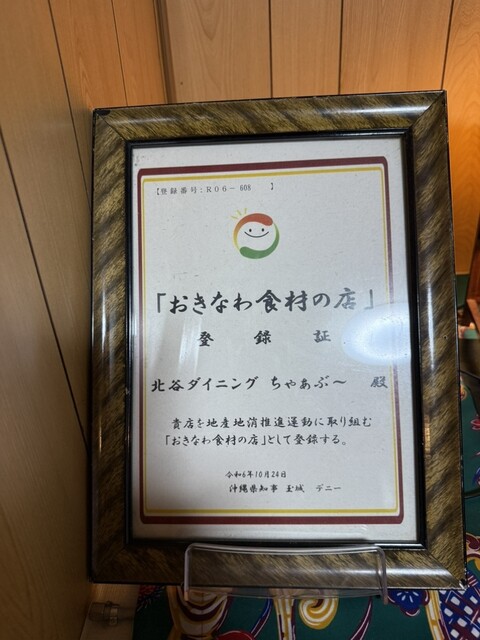 【登録番号:R06-608 】
「おきなわ食材の店」
登録証
北谷ダイニング ちゃあぶ~ 殿
貴店を地産地消推進運動に取り組む
「おきなわ食材の店」として登録する。
令和6年10月24日
沖縄県知事 玉城 デニー